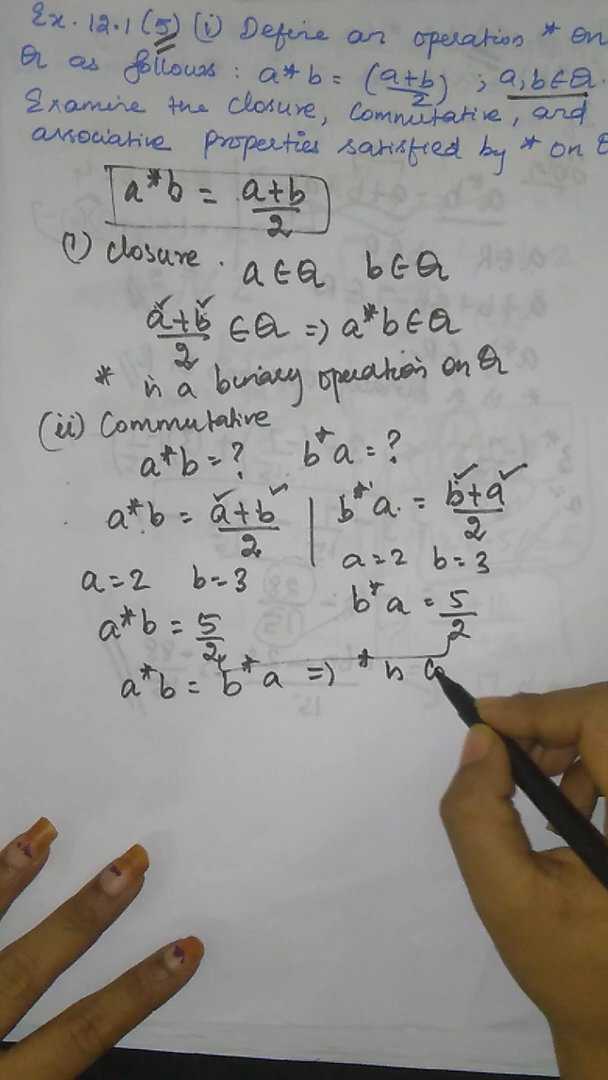 Ex. 12.1 (5) (i) Define an operation * on
Q as follows: a*b = (a+b/2) ; a,b∈Q.
Examine the closure, commutative, and
associative properties satisfied by * on Q
a*b = a+b/2
(i) closure. a∈Q b∈Q
a+b/2 ∈Q => a*b∈Q
* is a binary operation on Q
(ii) Commutative
a*b = ? b*a = ?
a*b = a+b/2 | b*a = b+a/2
a=2 b=3 a=2 b=3
a*b = 5/2 b*a = 5/2
a*b = b*a => * is